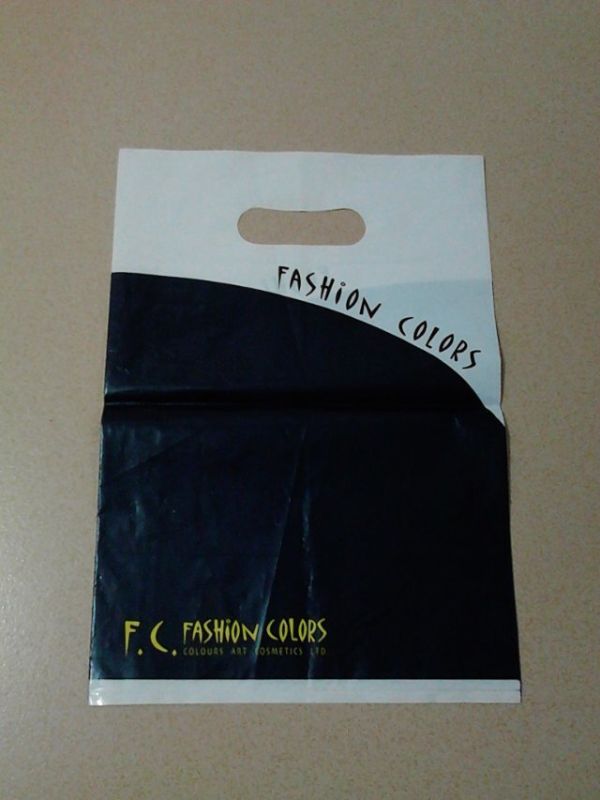 FASHiON COLORS
F. C. FASHiON COLORS
COLOURS ART COSMETICS LTD